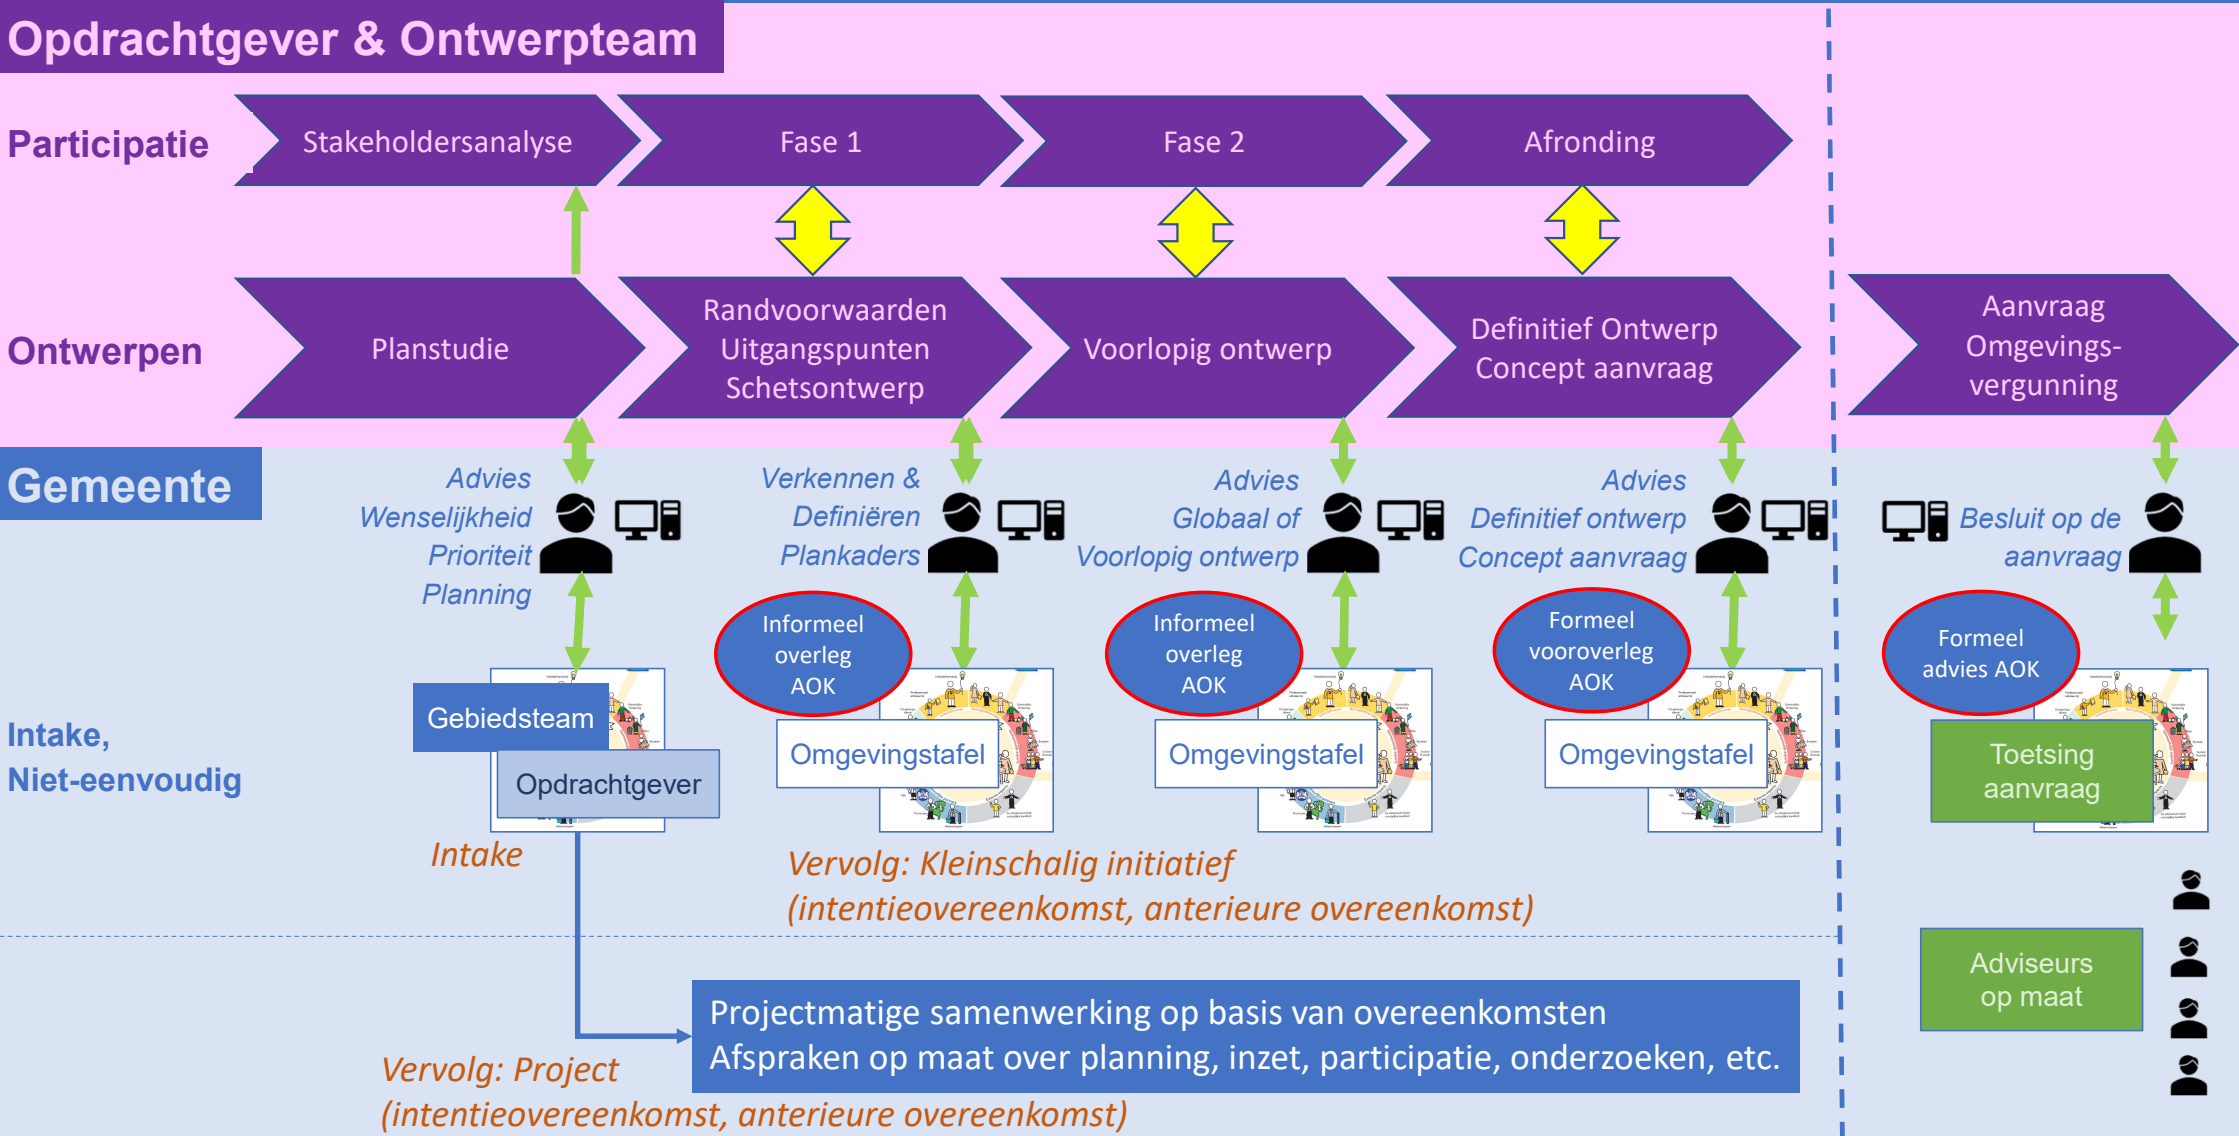 Opdrachtgever & Ontwerpteam
Participatie
Stakeholdersanalyse
Fase 1
Fase 2
Afronding
Ontwerpen
Planstudie
Randvoorwaarden
Uitgangspunten
Schetsontwerp
Voorlopig ontwerp
Definitief Ontwerp
Concept aanvraag
Aanvraag
Omgevings-
vergunning
Gemeente
Advies
Wenselijkheid
Prioriteit
Planning
Verkennen &
Definiëren
Plankaders
Advies
Globaal of
Voorlopig ontwerp
Advies
Definitief ontwerp
Concept aanvraag
Besluit op de
aanvraag
Informeel
overleg
AOK
Informeel
overleg
AOK
Formeel
vooroverleg
AOK
Formeel
advies AOK
Intake,
Niet-eenvoudig
Gebiedsteam
Opdrachtgever
Omgevingstafel
Omgevingstafel
Omgevingstafel
Toetsing
aanvraag
Intake
Vervolg: Kleinschalig initiatief
(intentieovereenkomst, anterieure overeenkomst)
Adviseurs
op maat
Projectmatige samenwerking op basis van overeenkomsten
Afspraken op maat over planning, inzet, participatie, onderzoeken, etc.
Vervolg: Project
(intentieovereenkomst, anterieure overeenkomst)